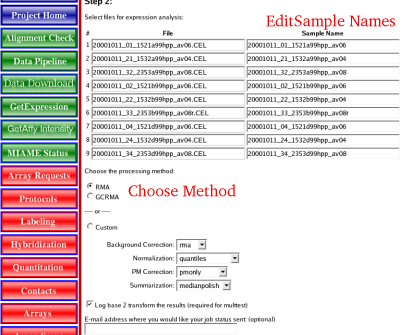 Project Home
Alignment Check
Data Pipeline
Data Download
GetExpression
GetAffy Intensity
MIAME Status
Array Requests
Protocols
Labeling
Hybridization
Quantitation
Contacts
Arrays
Step 2:
Select files for expression analysis:
EditSample Names
# File Sample Name
1 20001011_01_1521a99hpp_av06.CEL 20001011_01_1521a99hpp_av06
2 20001011_21_1532a99hpp_av04.CEL 20001011_21_1532a99hpp_av04
3 20001011_32_2353a99hpp_av08.CEL 20001011_32_2353a99hpp_av08
4 20001011_02_1521b99hpp_av06.CEL 20001011_02_1521b99hpp_av06
5 20001011_22_1532b99hpp_av04.CEL 20001011_22_1532b99hpp_av04
6 20001011_33_2353b99hpp_av08r.CEL 20001011_33_2353b99hpp_av08r
7 20001011_04_1521d99hpp_av06.CEL 20001011_04_1521d99hpp_av06
8 20001011_24_1532d99hpp_av04.CEL 20001011_24_1532d99hpp_av04
9 20001011_34_2353d99hpp_av08.CEL 20001011_34_2353d99hpp_av08
Choose the processing method:
RMA
GCRMA
Choose Method
---- or ----
Custom
Background Correction: rma
Normalization: quantiles
PM Correction: pmonly
Summarization: medianpolish
Log base 2 transform the results (required for multtest)
E-mail address where you would like your job status sent: (optional)